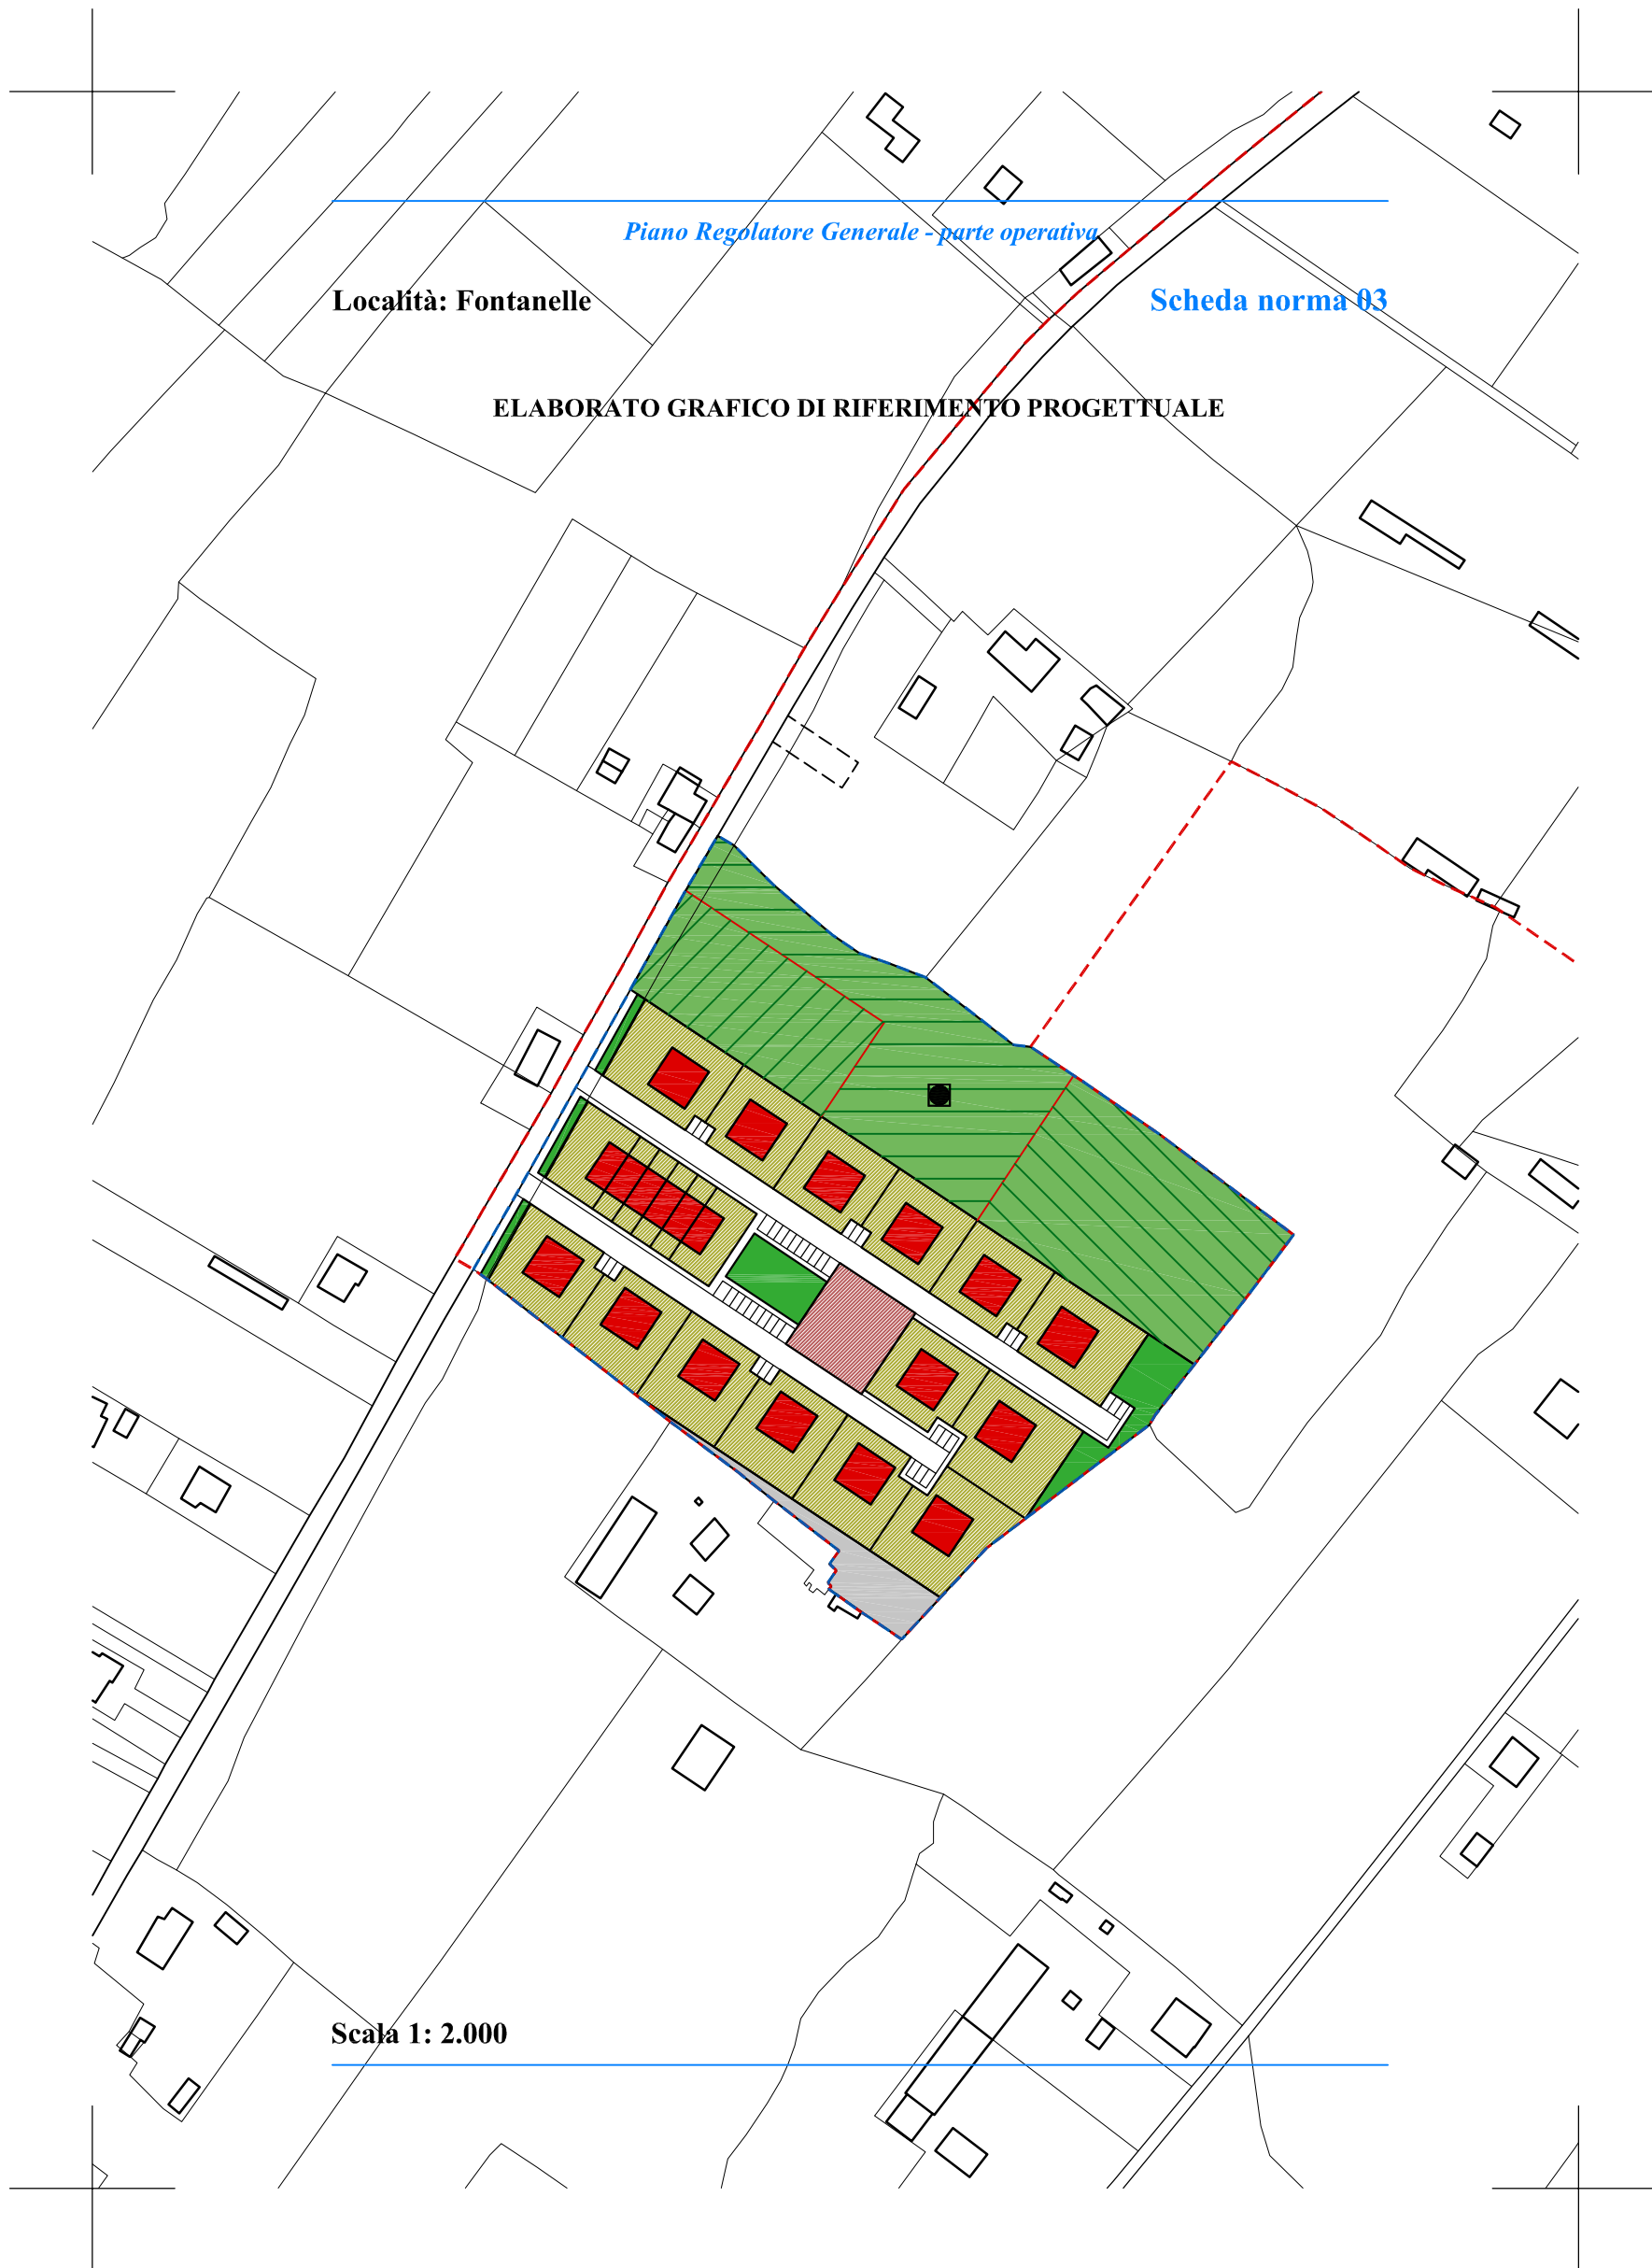 Piano Regolatore Generale - parte operativa
Località: Fontanelle
Scheda norma 03
ELABORATO GRAFICO DI RIFERIMENTO PROGETTUALE
Scala 1: 2.000